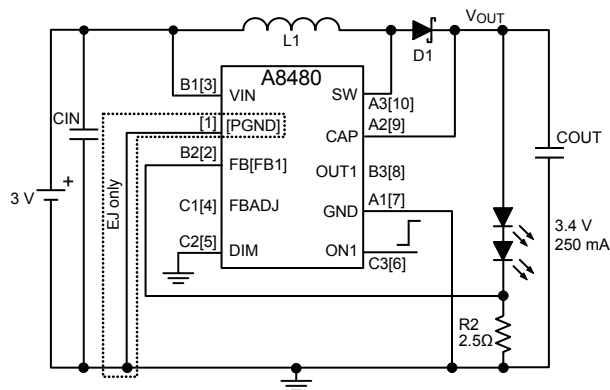 VOUT
L1
D1
A8480
B1[3]
VIN
SW
A3[10]
[1]
[PGND]
CAP
A2[9]
CIN
COUT
B2[2]
FB[FB1]
OUT1
B3[8]
+
3 V
EJ only
C1[4]
FBADJ
GND
A1[7]
C2[5]
DIM
ON1
C3[6]
3.4 V
250 mA
R2
2.5Ω